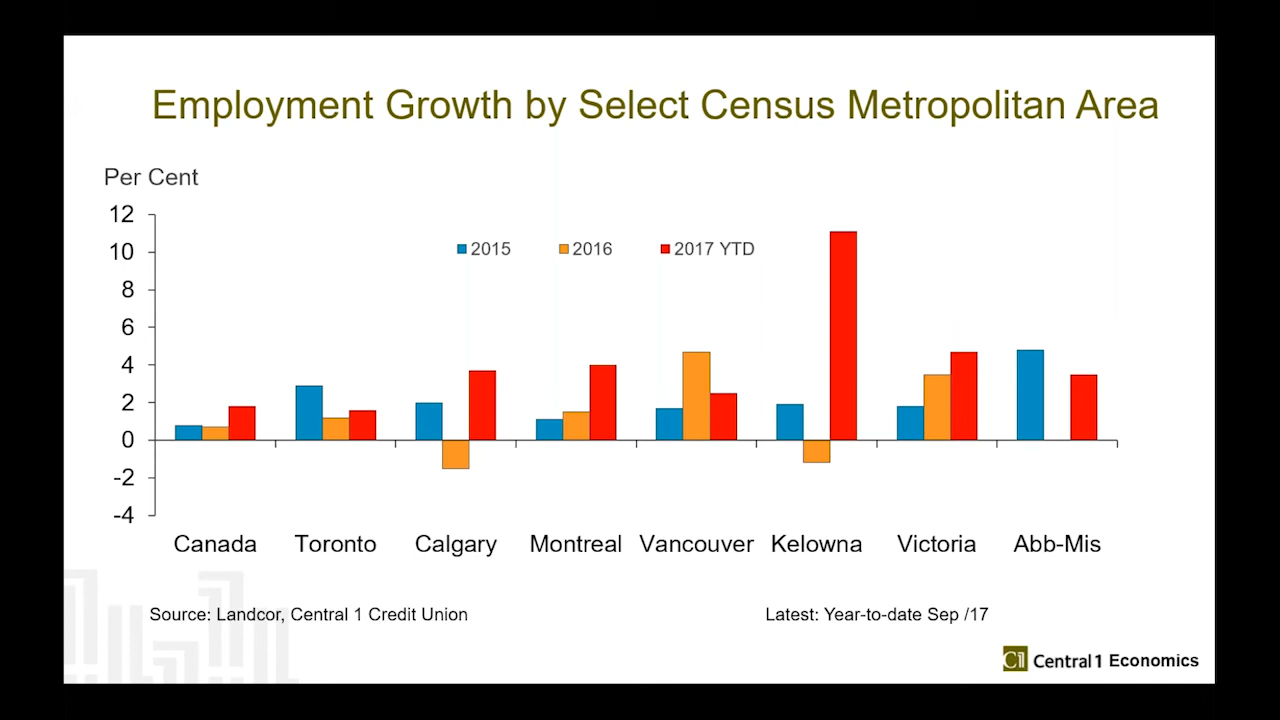 Employment Growth by Select Census Metropolitan Area
Per Cent
12
10
8
6
4
2
0
-2
-4
2015 2016 2017 YTD
Canada Toronto Calgary Montreal Vancouver Kelowna Victoria Abb-Mis
Source: Landcor, Central 1 Credit Union Latest: Year-to-date Sep /17
C1 Central 1 Economics